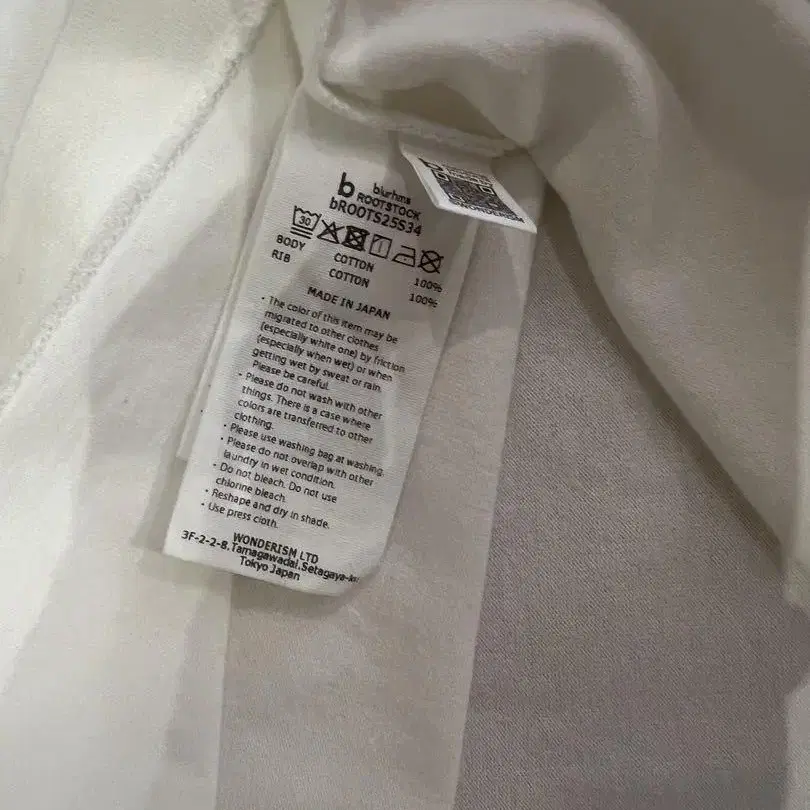 b blurhms
ROOTSTOCK
bROOTS25S34
30
BODY COTTON 100%
RIB COTTON 100%
MADE IN JAPAN
・The color of this item may be
migrated to other clothes
(especially white one) by friction
(especially when wet) or when
getting wet by sweat or rain.
Please be careful.
・Please do not wash with other
things. There is a case where
colors are transferred to other
clothing.
・Please use washing bag at washing.
・Please do not overlap with other
laundry in wet condition.
・Do not bleach. Do not use
chlorine bleach.
・Reshape and dry in shade.
・Use press cloth.
WONDERISM LTD
3F-2-2-8.Tamagawadai.Setagaya-ku
Tokyo Japan
WONDERISM